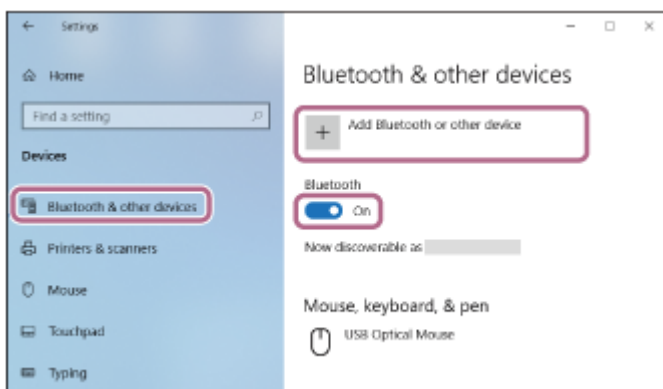 Settings
Home
Find a setting
Devices
Bluetooth & other devices
Printers & scanners
Mouse
Touchpad
Typing
Bluetooth & other devices
Add Bluetooth or other device
Bluetooth
On
Now discoverable as
Mouse, keyboard, & pen
USB Optical Mouse